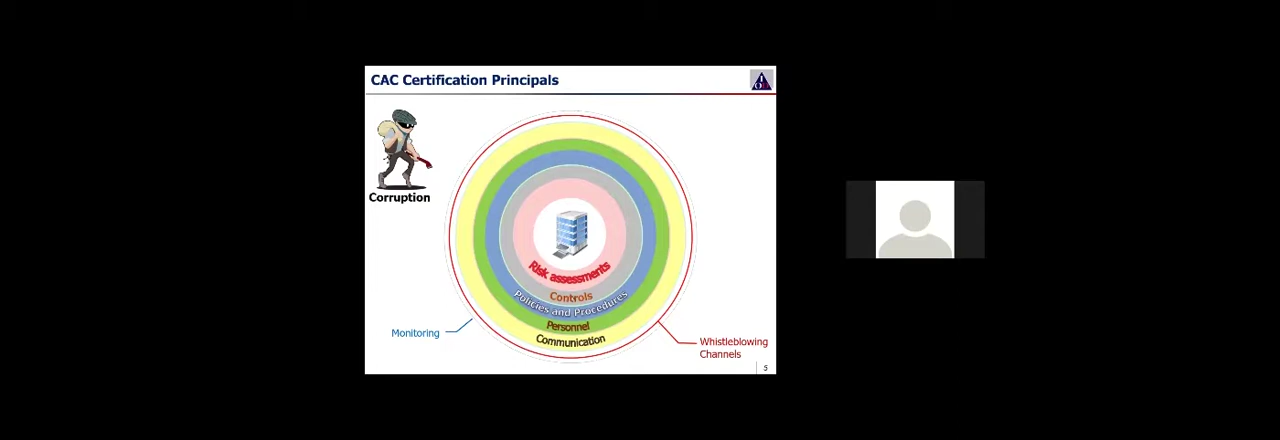 CAC Certification Principals
Corruption
Risk assessments
Controls
Policies and Procedures
Personnel
Communication
Monitoring
Whistleblowing
Channels
5